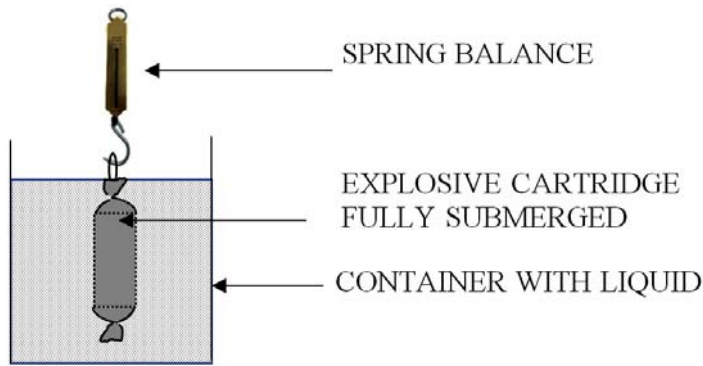 SPRING BALANCE
EXPLOSIVE CARTRIDGE
FULLY SUBMERGED
CONTAINER WITH LIQUID